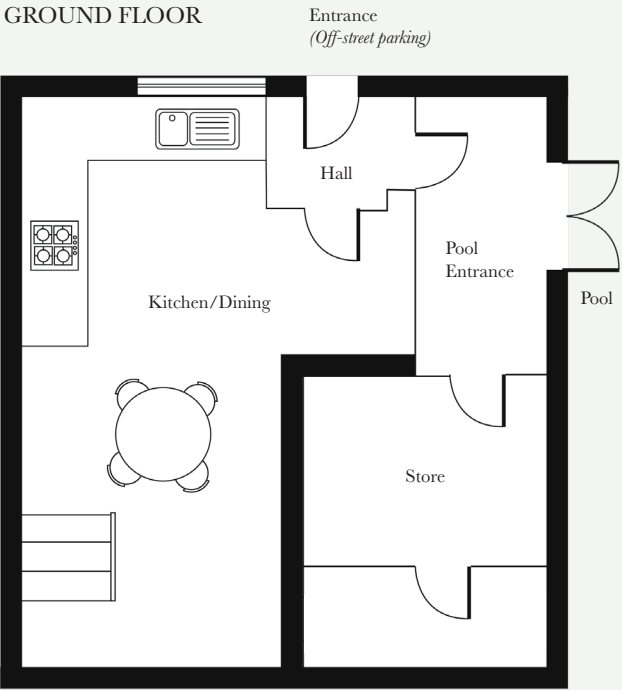 GROUND FLOOR
Entrance
(Off-street parking)
Hall
Pool
Entrance
Pool
Kitchen/Dining
Store